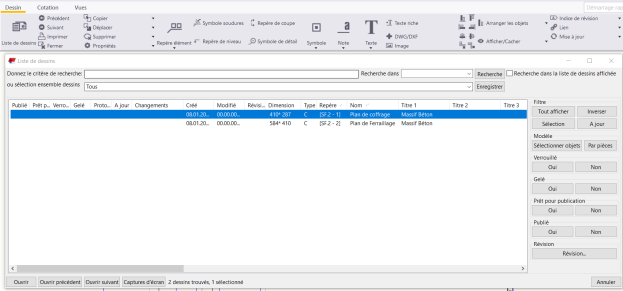 Dessin Cotation Vues
Démarrage rap
Liste de dessins
Précédent
Suivant
Imprimer
Fermer
Copier
Déplacer
Supprimer
Propriétés
Repère élément
Symbole soudures
Repère de niveau
Repère de coupe
Symbole de détail
Symbole
Note
Texte
Texte riche
DWG/DXF
Image
Arranger les objets
Afficher/Cacher
Indice de révision
Lien
Mise à jour
Liste de dessins
Donnez le critère de recherche: Recherche dans Recherche Recherche dans la liste de dessins affichée
ou sélection ensemble dessins Tous Enregistrer
Publié Prêt p... Verro... Gelé Proto... A jour Changements Créé Modifié Révisi... Dimension Type Repère Nom Titre 1 Titre 2 Titre 3
08.01.20... 00.00.00... 410* 287 C [SF.2 - 1] Plan de coffrage Massif Béton
08.01.20... 00.00.00... 584* 410 C [SF.2 - 2] Plan de Ferraillage Massif Béton
Filtre
Tout afficher Inverser
Sélection A jour
Modèle
Sélectionner objets Par pièces
Verrouillé
Oui Non
Gelé
Oui Non
Prêt pour publication
Oui Non
Publié
Oui Non
Révision
Révision...
Ouvrir Ouvrir précédent Ouvrir suivant Captures d'écran 2 dessins trouvés, 1 sélectionné Annuler